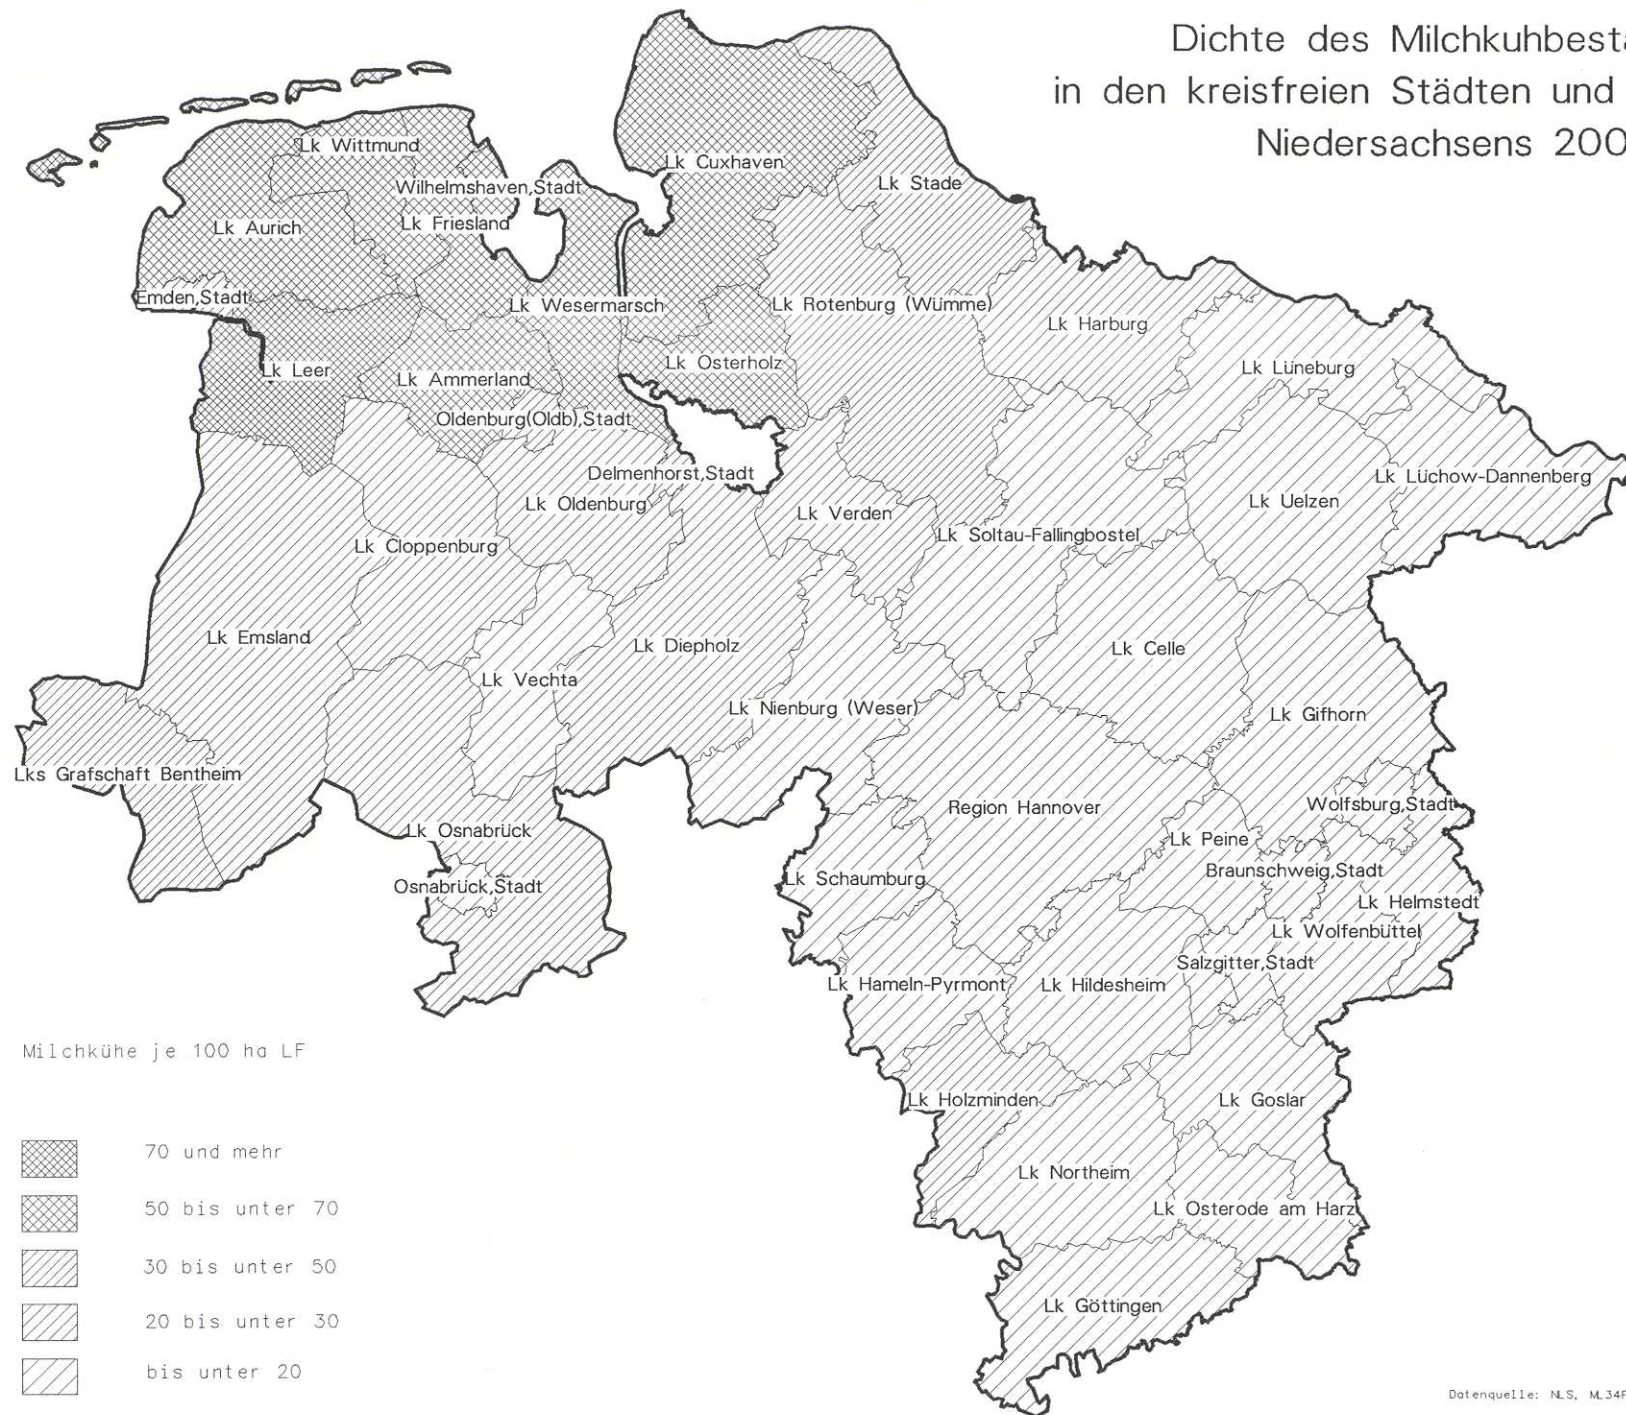 Dichte des Milchkuhbesta
in den kreisfreien Städten und
Niedersachsens 200
Lk Wittmund
Lk Cuxhaven
Wilhelmshaven,Stadt
Lk Stade
Lk Aurich
Lk Friesland
Emden,Stadt
Lk Wesermarsch
Lk Rotenburg (Wümme)
Lk Harburg
Lk Leer
Lk Ammerland
Lk Osterholz
Lk Lüneburg
Oldenburg(Oldb),Stadt
Delmenhorst,Stadt
Lk Lüchow-Dannenberg
Lk Oldenburg
Lk Verden
Lk Uelzen
Lk Cloppenburg
Lk Soltau-Fallingbostel
Lk Emsland
Lk Diepholz
Lk Celle
Lk Vechta
Lk Nienburg (Weser)
Lk Gifhorn
Lks Grafschaft Bentheim
Region Hannover
Wolfsburg,Stadt
Lk Osnabrück
Lk Peine
Osnabrück,Stadt
Lk Schaumburg
Braunschweig,Stadt
Lk Helmstedt
Lk Wolfenbüttel
Salzgitter,Stadt
Lk Hameln-Pyrmont
Lk Hildesheim
Lk Holzminden
Lk Goslar
Lk Northeim
Lk Osterode am Harz
Lk Göttingen
Milchkühe je 100 ha LF
70 und mehr
50 bis unter 70
30 bis unter 50
20 bis unter 30
bis unter 20
Datenquelle: NLS, ML34F